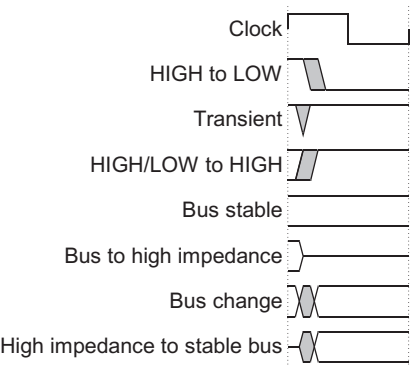 Clock
HIGH to LOW
Transient
HIGH/LOW to HIGH
Bus stable
Bus to high impedance
Bus change
High impedance to stable bus